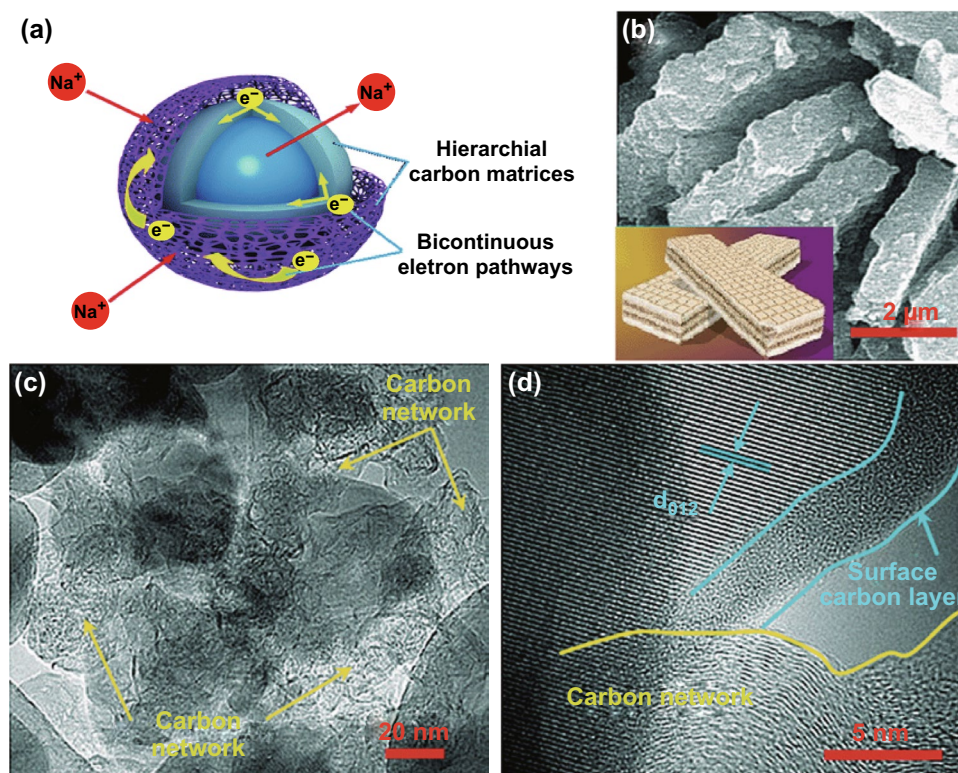 (a)
Na⁺
Na⁺
e⁻
Hierarchial
carbon matrices
e⁻
e⁻
Bicontinuous
eletron pathways
e⁻
Na⁺
(b)
2 µm
(c)
Carbon
network
Carbon
network
20 nm
(d)
d₀₁₂
Surface
carbon layer
Carbon network
5 nm